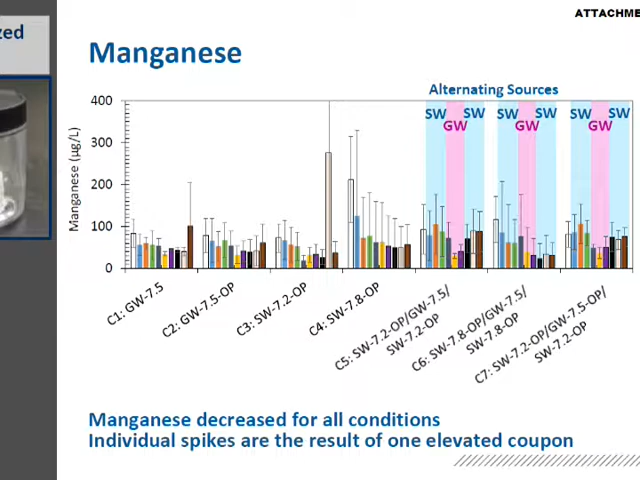 ATTACHME
zed
Manganese
Alternating Sources
SW SW SW SW SW SW
GW GW GW
Manganese (µg/L)
400
300
200
100
0
C1: GW-7.5
C2: GW-7.5-OP
C3: SW-7.2-OP
C4: SW-7.8-OP
C5: SW-7.2-OP/GW-7.5/
SW-7.2-OP
C6: SW-7.8-OP/GW-7.5/
SW-7.8-OP
C7: SW-7.2-OP/GW-7.5-OP/
SW-7.2-OP
Manganese decreased for all conditions
Individual spikes are the result of one elevated coupon